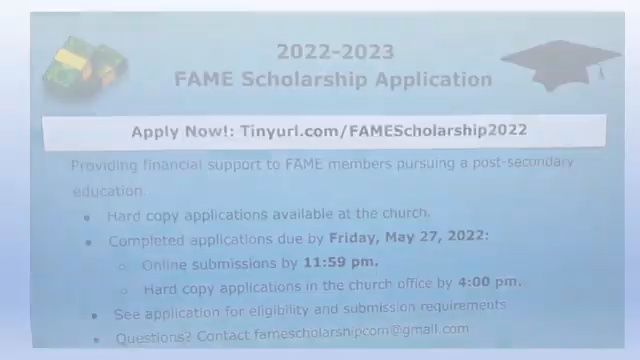 2022-2023
FAME Scholarship Application
Apply Now!: Tinyurl.com/FAMEScholarship2022
Providing financial support to FAME members pursuing a post-secondary
education.
• Hard copy applications available at the church.
• Completed applications due by Friday, May 27, 2022:
o Online submissions by 11:59 pm.
o Hard copy applications in the church office by 4:00 pm.
• See application for eligibility and submission requirements
• Questions? Contact famescholarshipcom@gmail.com